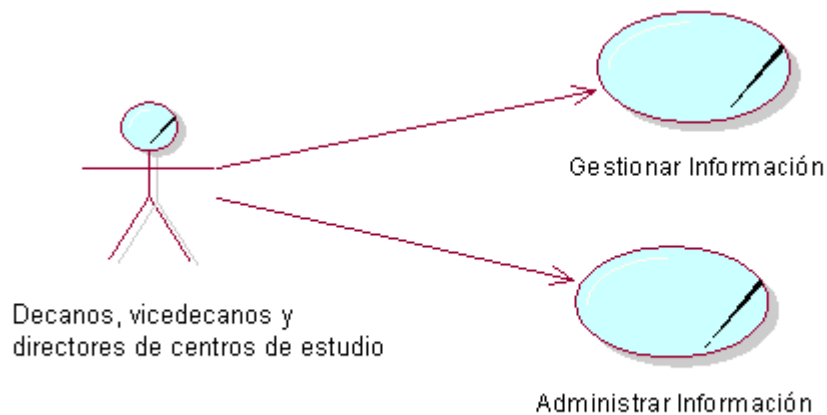 Gestionar Información
Decanos, vicedecanos y
directores de centros de estudio
Administrar Información